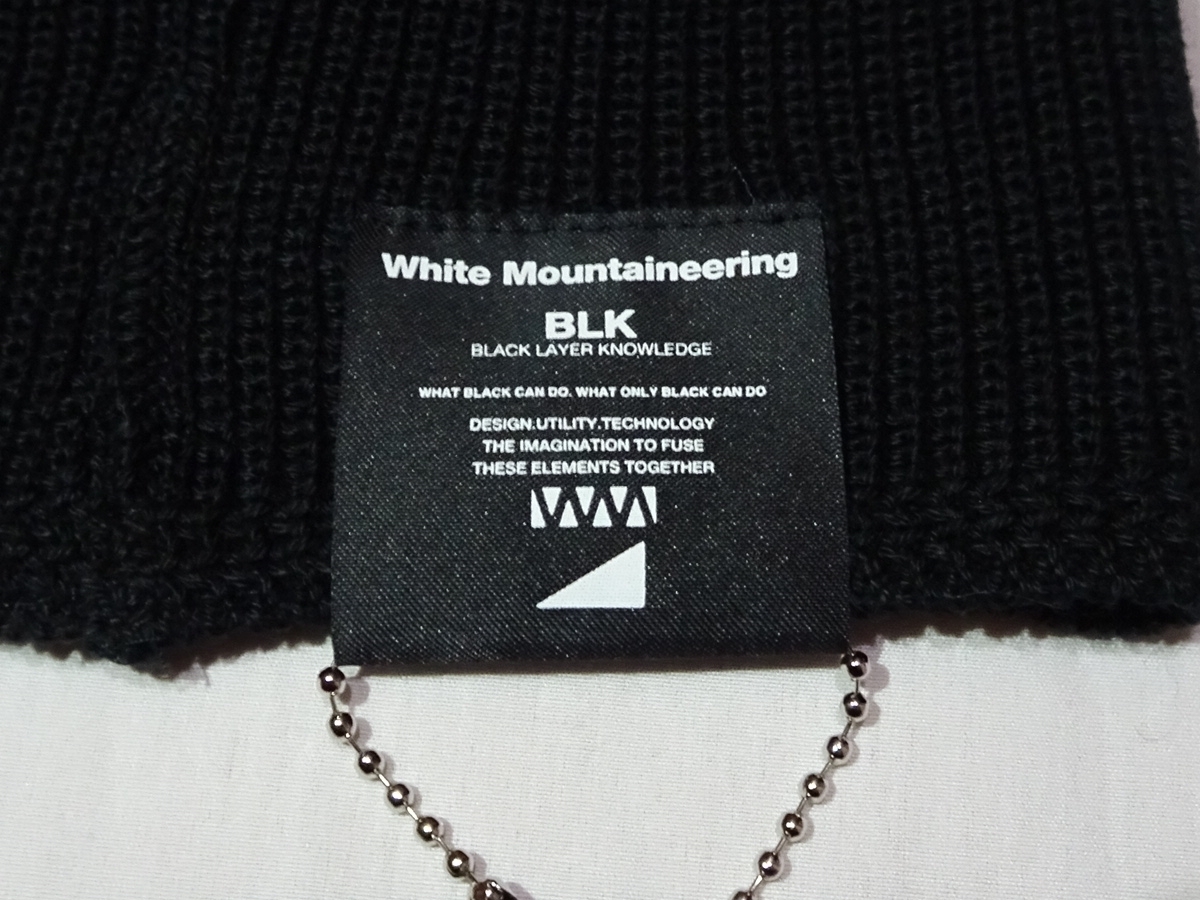 White Mountaineering
BLK
BLACK LAYER KNOWLEDGE
WHAT BLACK CAN DO. WHAT ONLY BLACK CAN DO
DESIGN.UTILITY.TECHNOLOGY
THE IMAGINATION TO FUSE
THESE ELEMENTS TOGETHER
WM